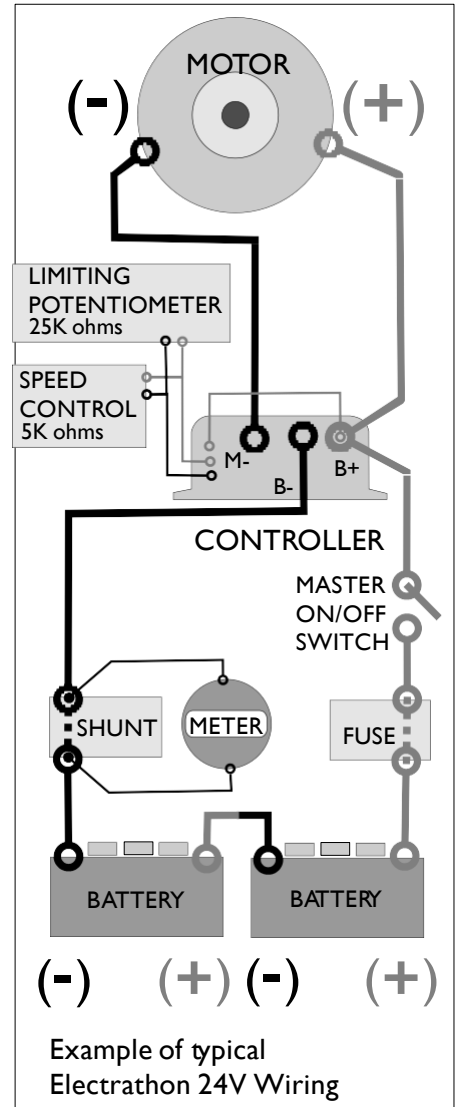 MOTOR
(-)
(+)
LIMITING
POTENTIOMETER
25K ohms
SPEED
CONTROL
5K ohms
M-
B-
B+
CONTROLLER
MASTER
ON/OFF
SWITCH
SHUNT
METER
FUSE
BATTERY
BATTERY
(-) (+) (-) (+)
Example of typical
Electrathon 24V Wiring